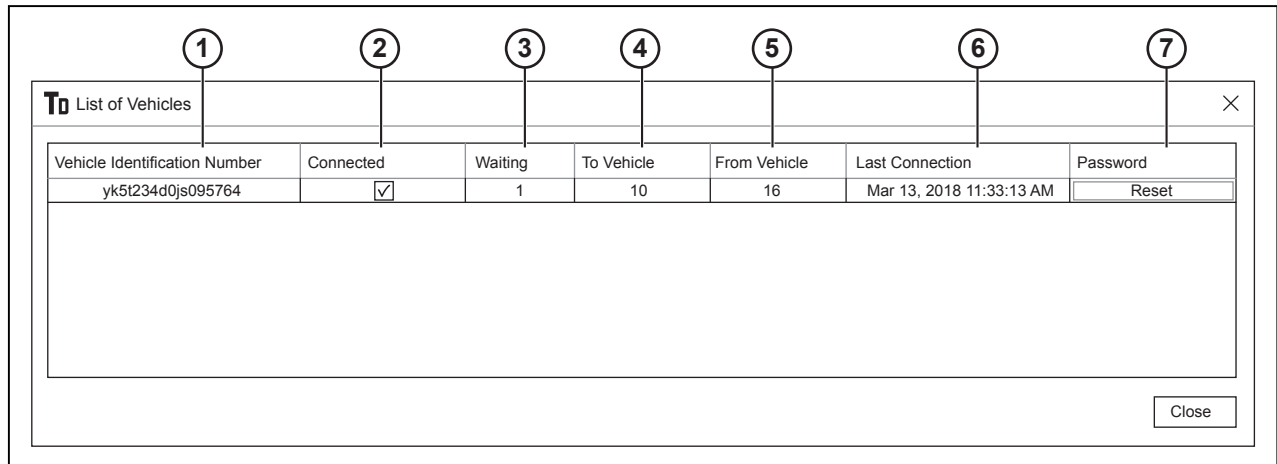 1 2 3 4 5 6 7
TD List of Vehicles
Vehicle Identification Number Connected Waiting To Vehicle From Vehicle Last Connection Password
yk5t234d0js095764 1 10 16 Mar 13, 2018 11:33:13 AM Reset
Close